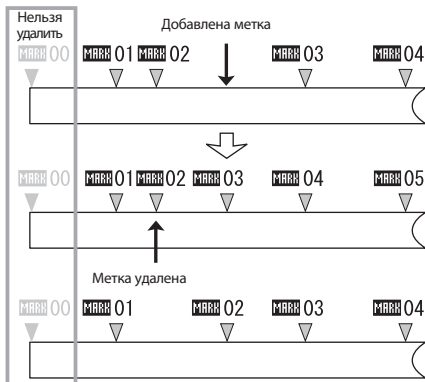 Нельзя
удалить
Добавлена метка
MARK 00 MARK 01 MARK 02 MARK 03 MARK 04
MARK 00 MARK 01 MARK 02 MARK 03 MARK 04 MARK 05
Метка удалена
MARK 00 MARK 01 MARK 02 MARK 03 MARK 04